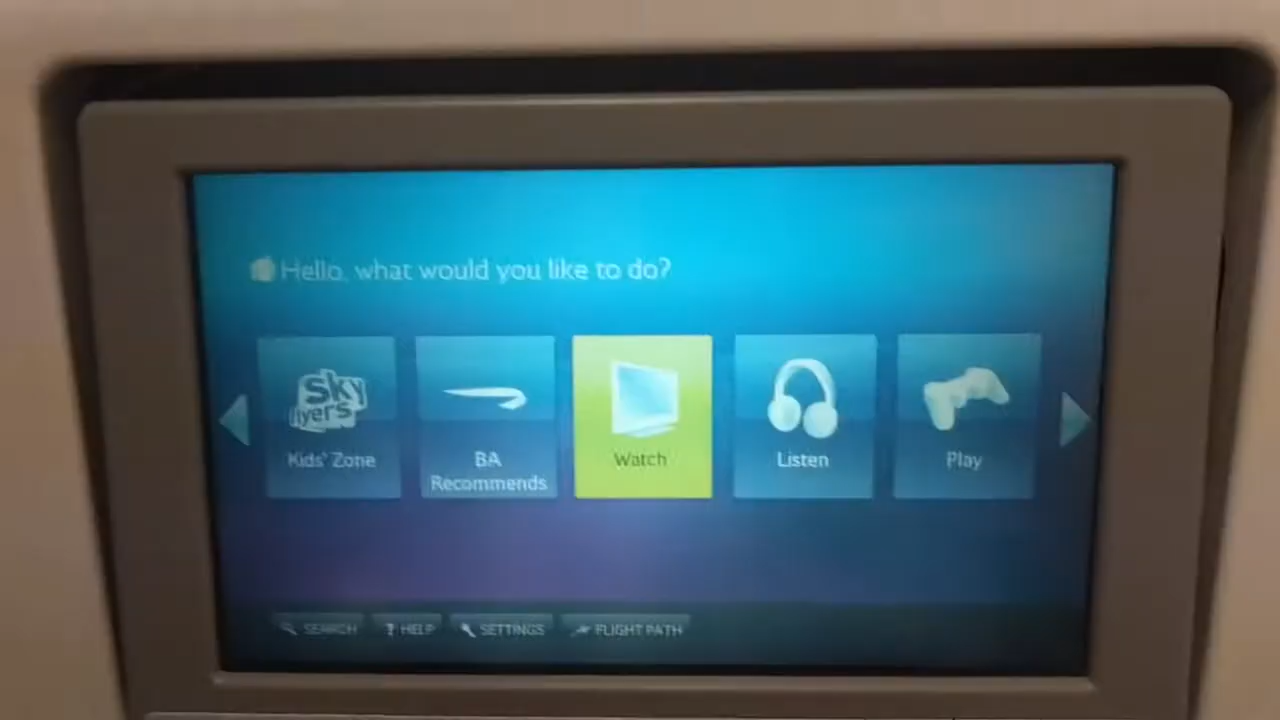 Hello, what would you like to do?
Sky
flyers
Kids' Zone
BA
Recommends
Watch
Listen
Play
SEARCH
? HELP
SETTINGS
FLIGHT PATH